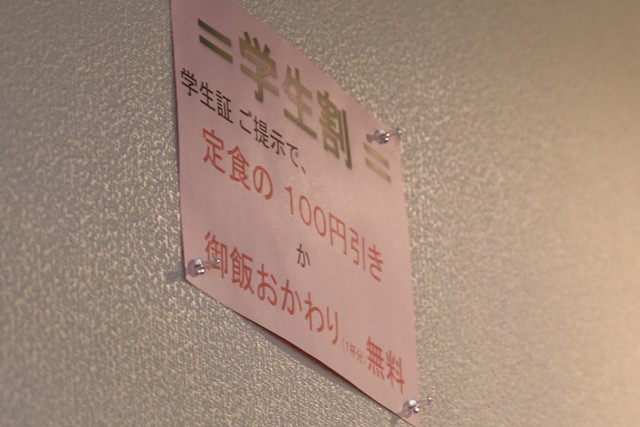 ＝学生割＝
学生証 ご提示で、
定食の 100円引き
か
御飯おかわり(1杯分)無料